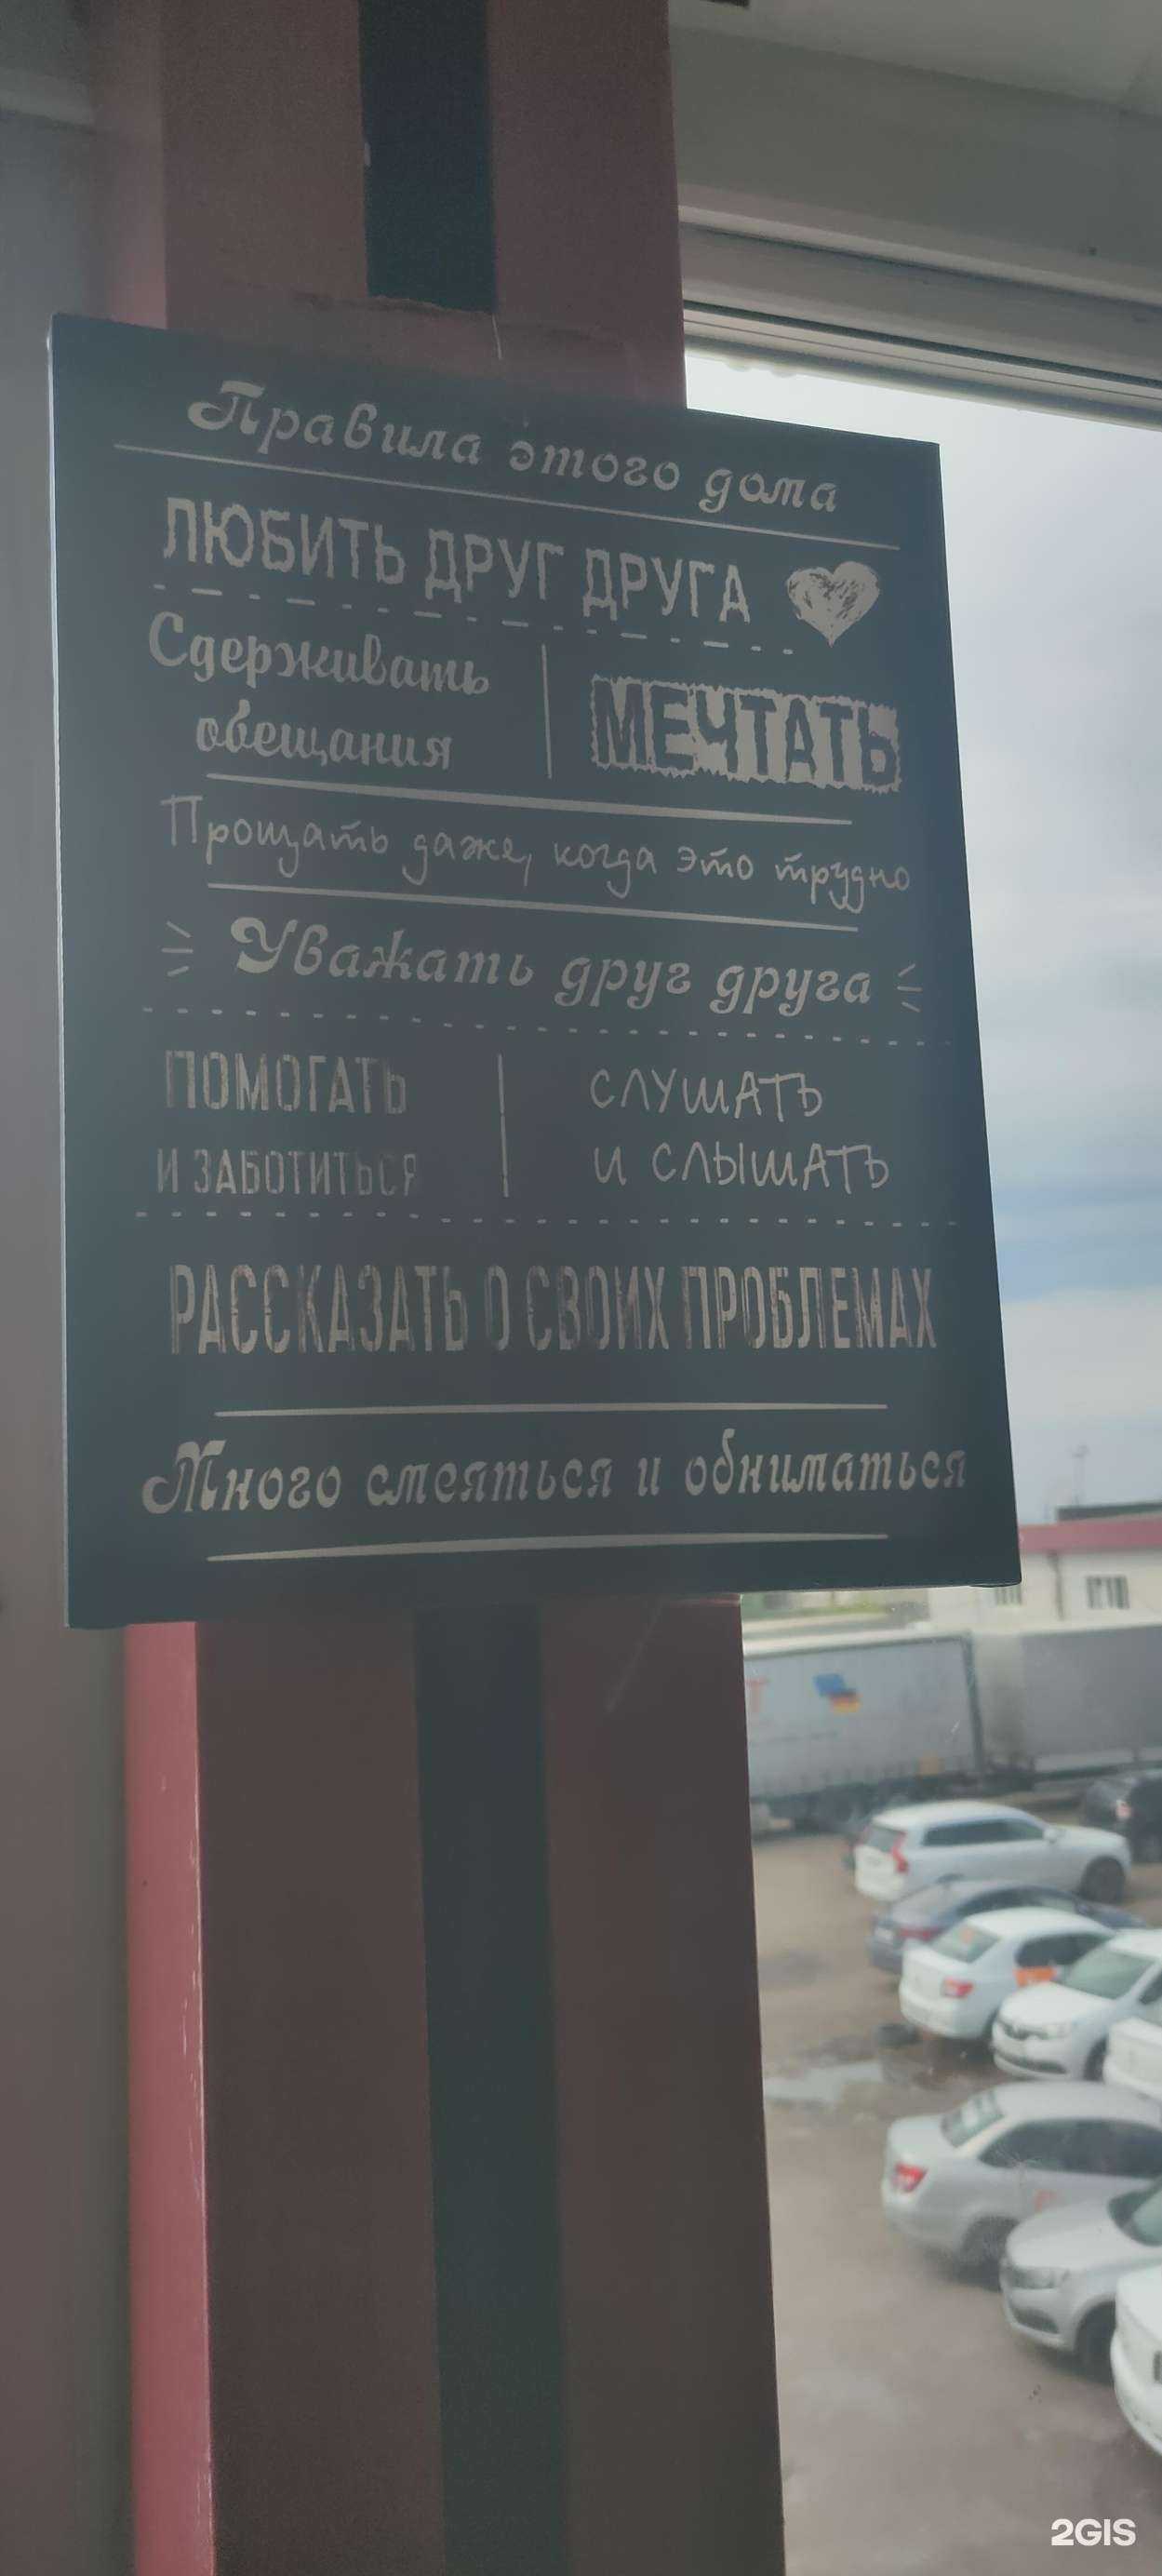 Правила этого дома
ЛЮБИТЬ ДРУГ ДРУГА
Сдерживать
обещания
МЕЧТАТЬ
Прощать даже, когда это трудно
Уважать друг друга
ПОМОГАТЬ
И ЗАБОТИТЬСЯ
СЛУШАТЬ
И СЛЫШАТЬ
РАССКАЗАТЬ О СВОИХ ПРОБЛЕМАХ
Много смеяться и обниматься
2GIS